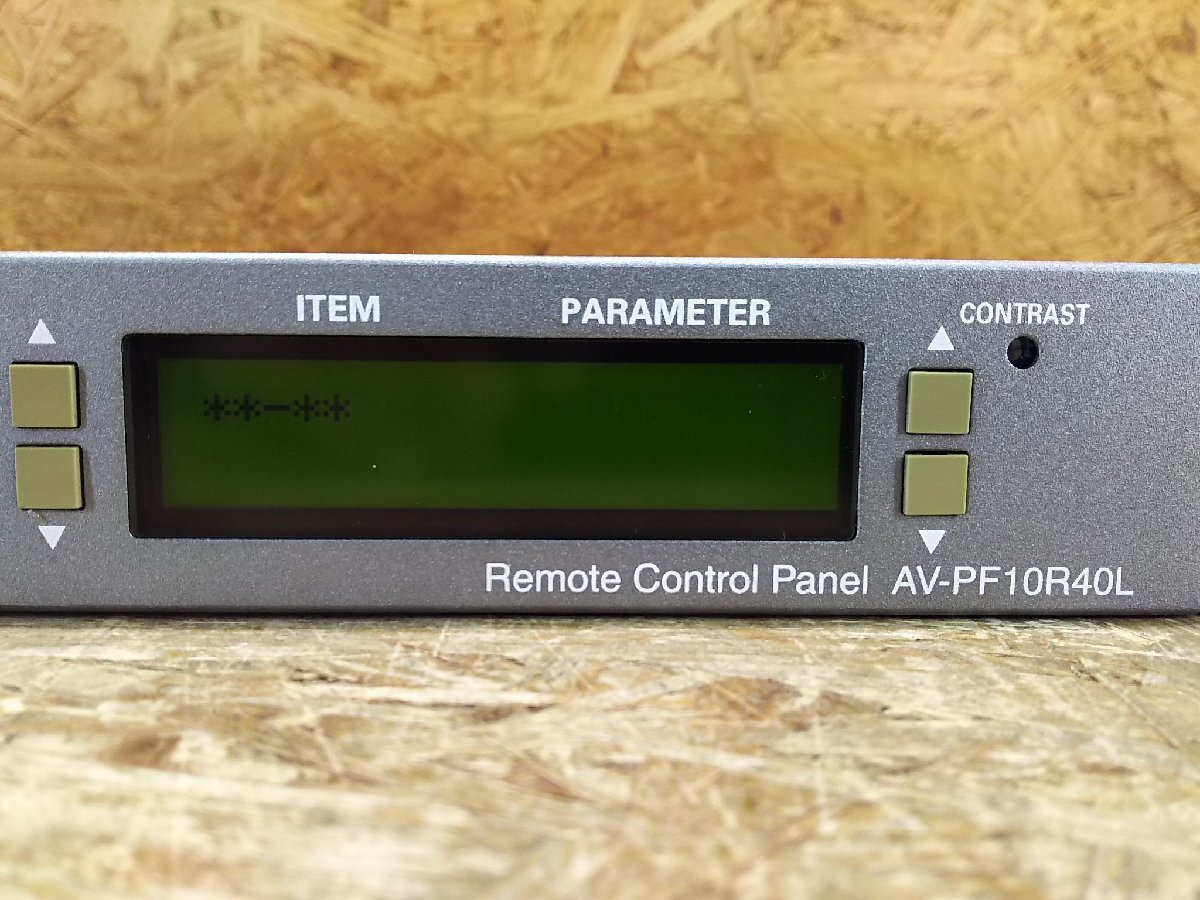 ITEM PARAMETER
CONTRAST
**-**
Remote Control Panel AV-PF10R40L